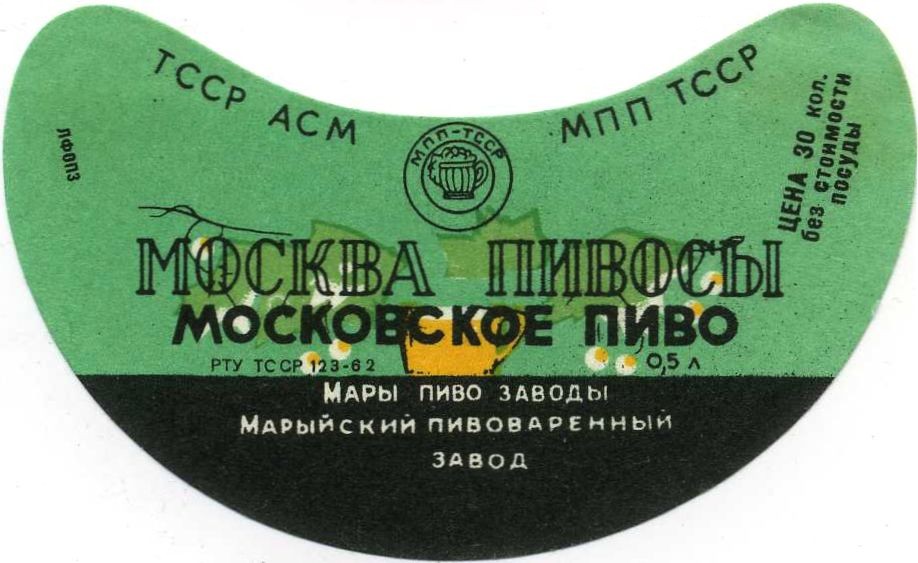 ТССР АСМ
МПП ТССР
МПП-ТССР
ЛФОПЗ
ЦЕНА 30 коп.
без стоимости
посуды
МОСКВА ПИВОСЫ
МОСКОВСКОЕ ПИВО
РТУ ТССР 123-62
0,5 л
МАРЫ ПИВО ЗАВОДЫ
МАРЫЙСКИЙ ПИВОВАРЕННЫЙ
ЗАВОД